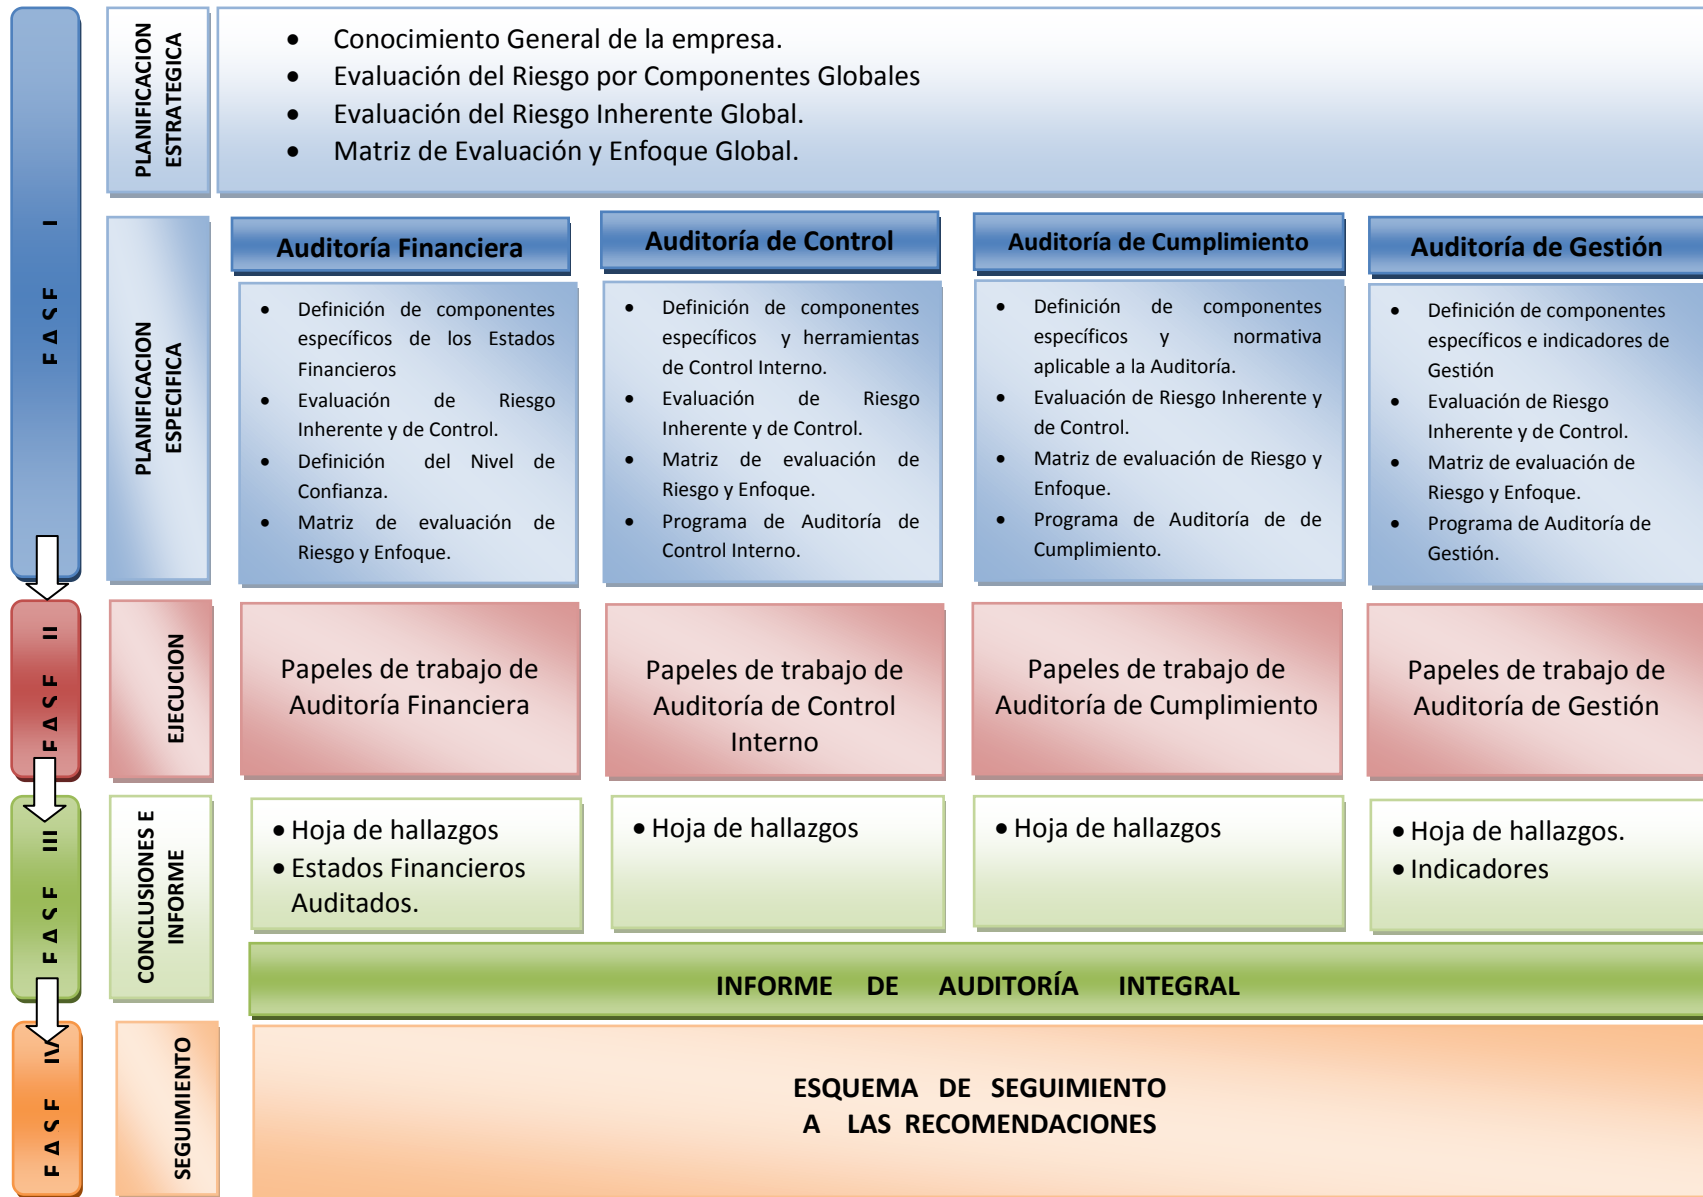 FASE I
PLANIFICACION
ESTRATEGICA
• Conocimiento General de la empresa.
• Evaluación del Riesgo por Componentes Globales
• Evaluación del Riesgo Inherente Global.
• Matriz de Evaluación y Enfoque Global.
PLANIFICACION
ESPECIFICA
Auditoría Financiera
• Definición de componentes
específicos de los Estados
Financieros
• Evaluación de Riesgo
Inherente y de Control.
• Definición del Nivel de
Confianza.
• Matriz de evaluación de
Riesgo y Enfoque.
Auditoría de Control
• Definición de componentes
específicos y herramientas
de Control Interno.
• Evaluación de Riesgo
Inherente y de Control.
• Matriz de evaluación de
Riesgo y Enfoque.
• Programa de Auditoría de
Control Interno.
Auditoría de Cumplimiento
• Definición de componentes
específicos y normativa
aplicable a la Auditoría.
• Evaluación de Riesgo Inherente y
de Control.
• Matriz de evaluación de Riesgo y
Enfoque.
• Programa de Auditoría de de
Cumplimiento.
Auditoría de Gestión
• Definición de componentes
específicos e indicadores de
Gestión
• Evaluación de Riesgo
Inherente y de Control.
• Matriz de evaluación de
Riesgo y Enfoque.
• Programa de Auditoría de
Gestión.
FASE II
EJECUCION
Papeles de trabajo de
Auditoría Financiera
Papeles de trabajo de
Auditoría de Control
Interno
Papeles de trabajo de
Auditoría de Cumplimiento
Papeles de trabajo de
Auditoría de Gestión
FASE III
CONCLUSIONES E
INFORME
• Hoja de hallazgos
• Estados Financieros
Auditados.
• Hoja de hallazgos
• Hoja de hallazgos
• Hoja de hallazgos.
• Indicadores
INFORME DE AUDITORÍA INTEGRAL
FASE IV
SEGUIMIENTO
ESQUEMA DE SEGUIMIENTO
A LAS RECOMENDACIONES